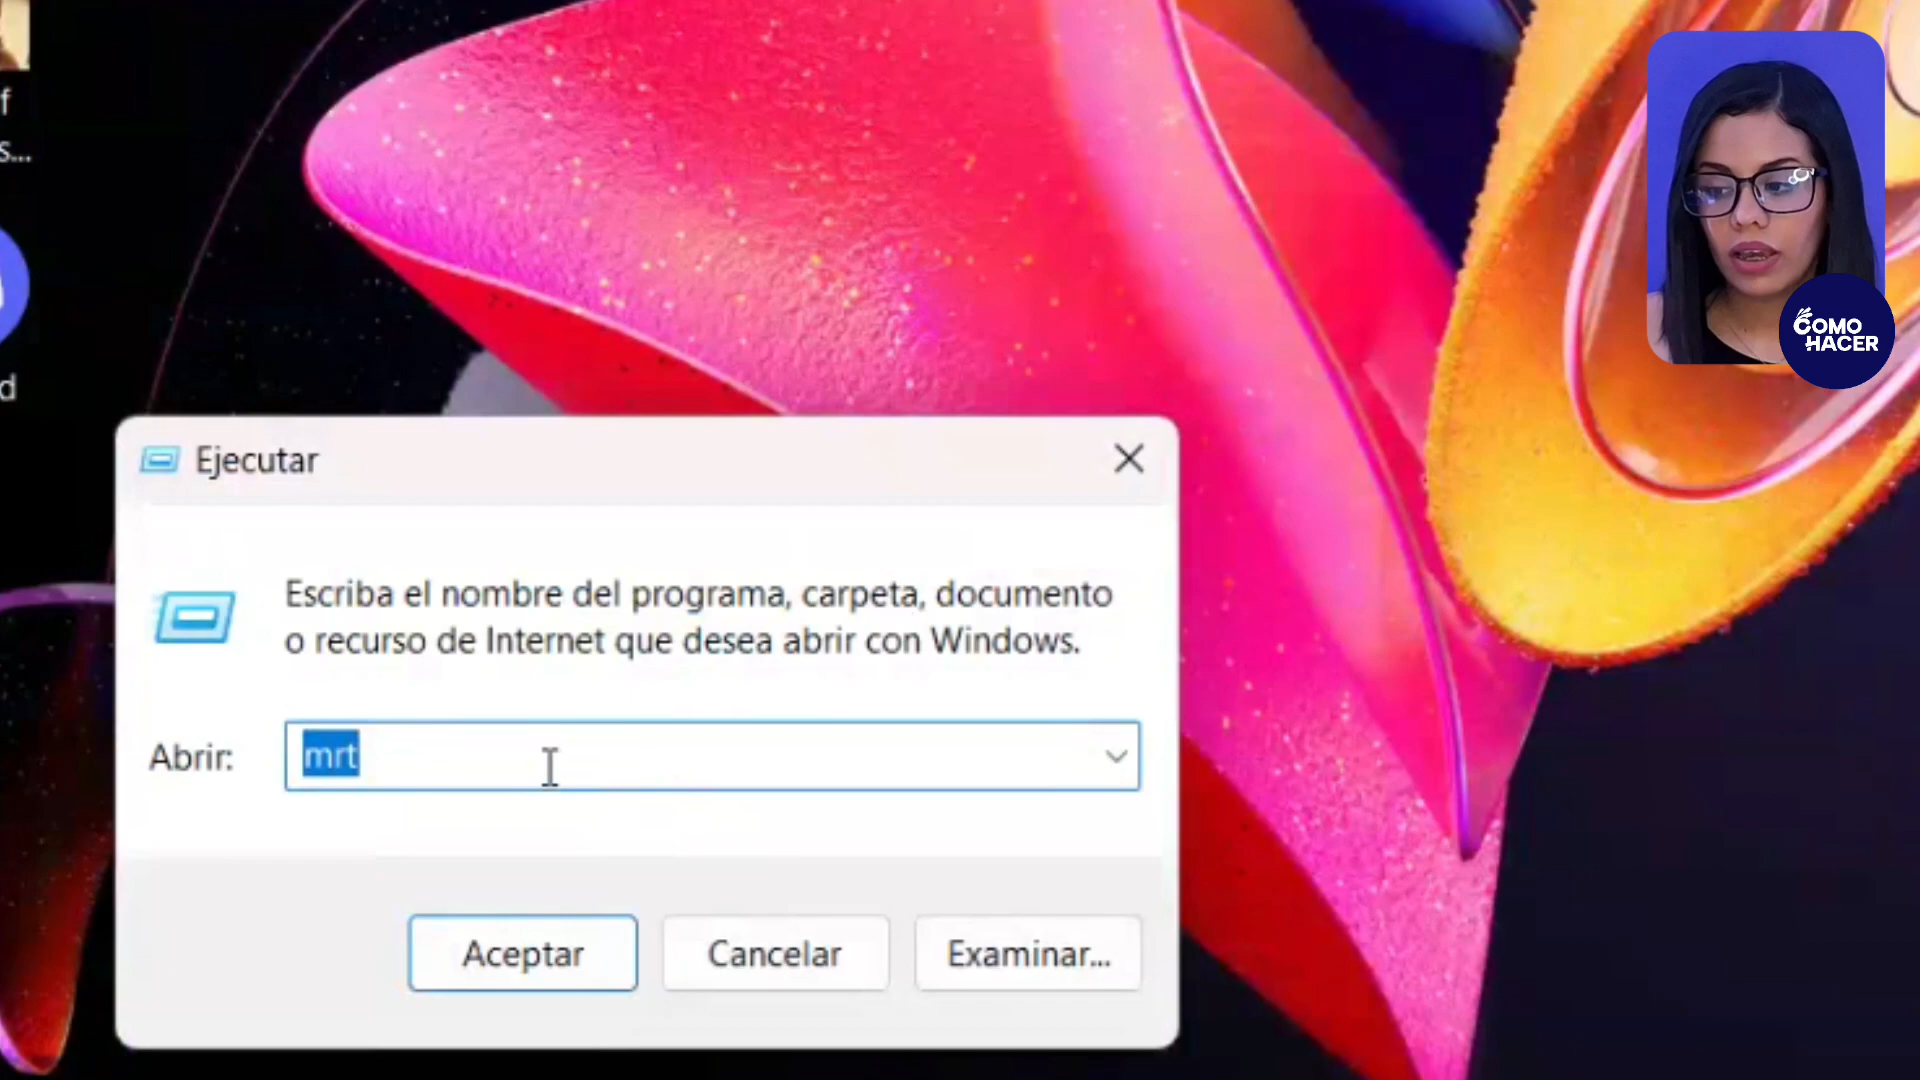 f
s...
d
COMO
HACER
Ejecutar
Escriba el nombre del programa, carpeta, documento
o recurso de Internet que desea abrir con Windows.
Abrir:
mrt
Aceptar
Cancelar
Examinar...